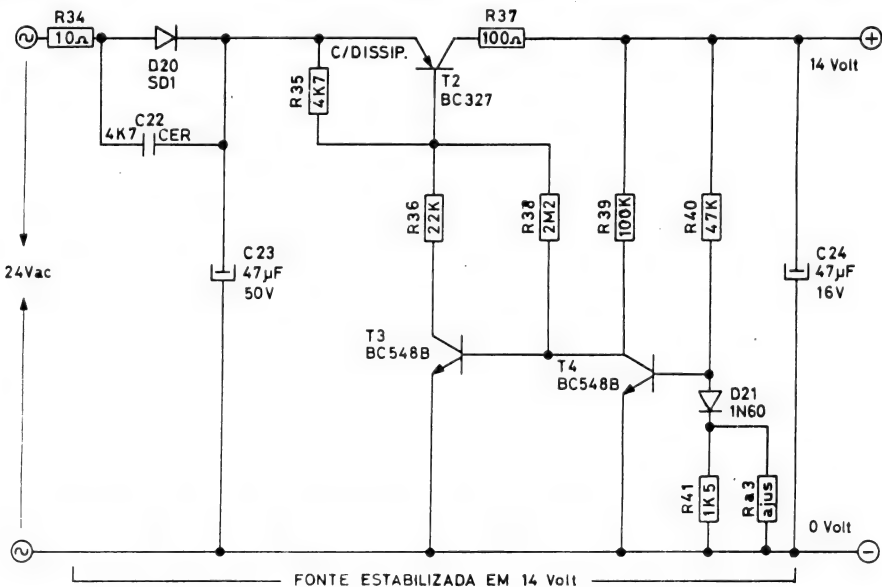 R34
10Ω
D20
SD1
C22
4K7 CER
C/DISSIP.
R35
4K7
T2
BC327
R37
100Ω
+
14 Volt
R36
22K
R38
2M2
R39
100K
R40
47K
24Vac
C23
47µF
50V
C24
47µF
16V
T3
BC548B
T4
BC548B
D21
1N60
R41
1K5
Ra3
ajus
0 Volt
−
FONTE ESTABILIZADA EM 14 Volt